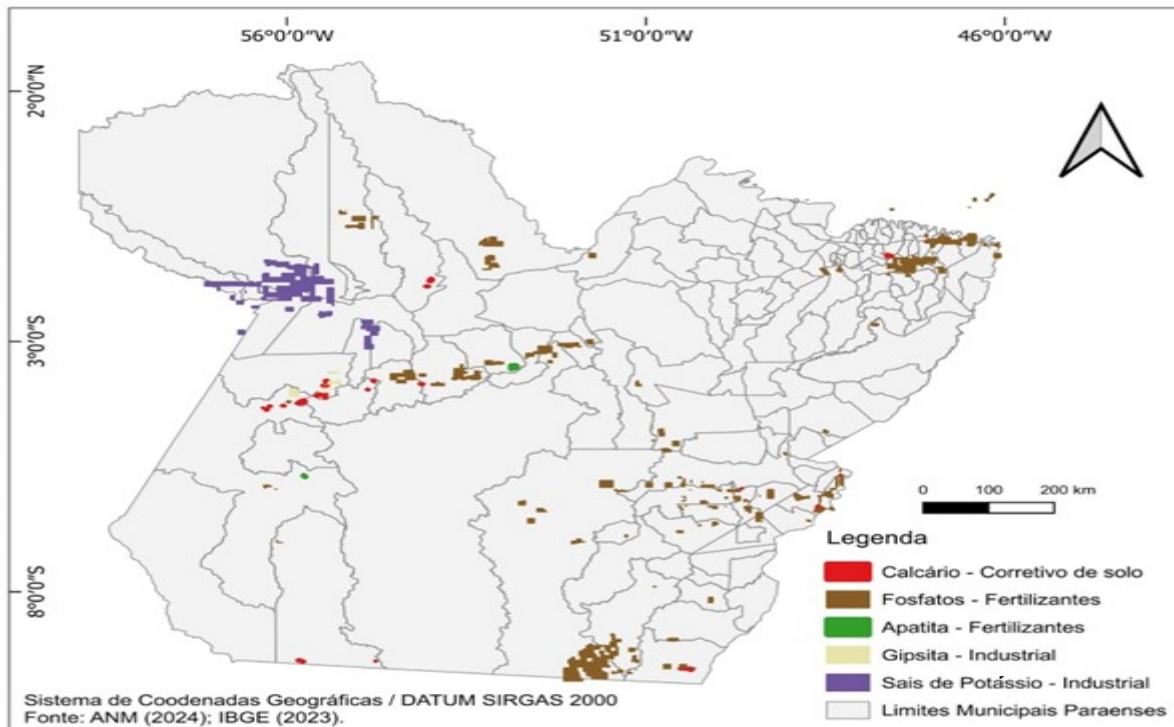 56°0'0"W 51°0'0"W 46°0'0"W
2°0'0"N
3°0'0"S
8°0'0"S
0 100 200 km
Legenda
Calcário - Corretivo de solo
Fosfatos - Fertilizantes
Apatita - Fertilizantes
Gipsita - Industrial
Sais de Potássio - Industrial
Limites Municipais Paraenses
Sistema de Coodenadas Geográficas / DATUM SIRGAS 2000
Fonte: ANM (2024); IBGE (2023).